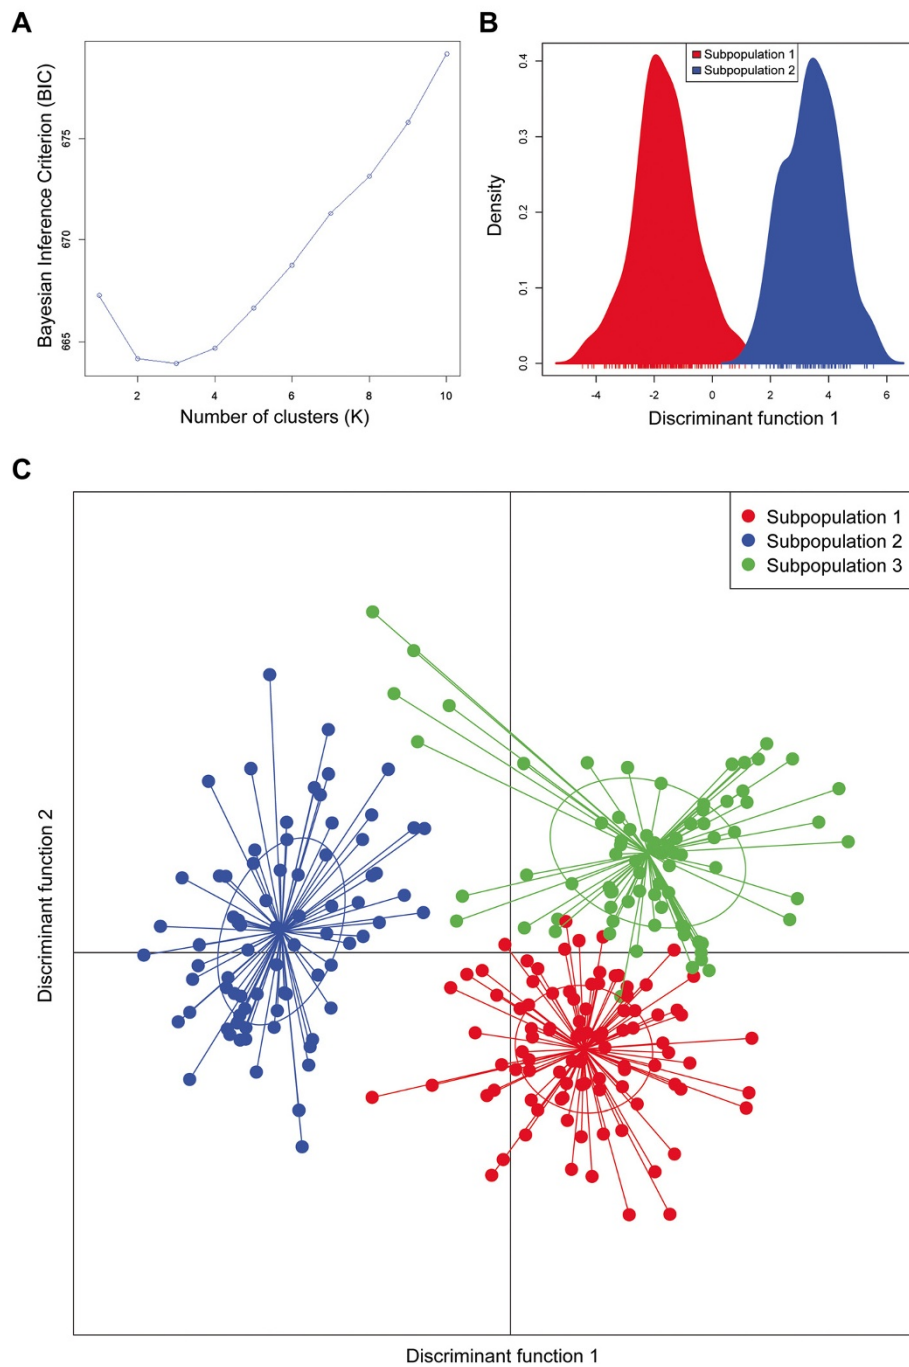 A
Bayesian Inference Criterion (BIC)
675
670
665
2 4 6 8 10
Number of clusters (K)
B
Subpopulation 1
Subpopulation 2
Density
0.4
0.3
0.2
0.1
0.0
-4 -2 0 2 4 6
Discriminant function 1
C
Subpopulation 1
Subpopulation 2
Subpopulation 3
Discriminant function 2
Discriminant function 1